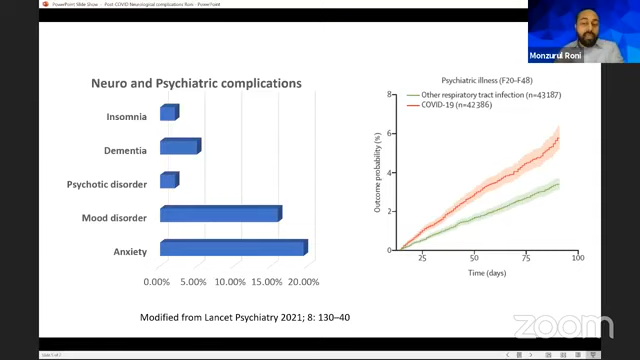 PowerPoint Slide Show - Post-COVID Neurological complications Roni - PowerPoint
Monzurul Roni
Neuro and Psychiatric complications
Insomnia
Dementia
Psychotic disorder
Mood disorder
Anxiety
0.00% 5.00% 10.00% 15.00% 20.00%
Modified from Lancet Psychiatry 2021; 8: 130–40
Psychiatric illness (F20–F48)
Other respiratory tract infection (n=43187)
COVID-19 (n=42386)
Outcome probability (%)
8
6
4
2
0
25 50 75 100
Time (days)
zoom